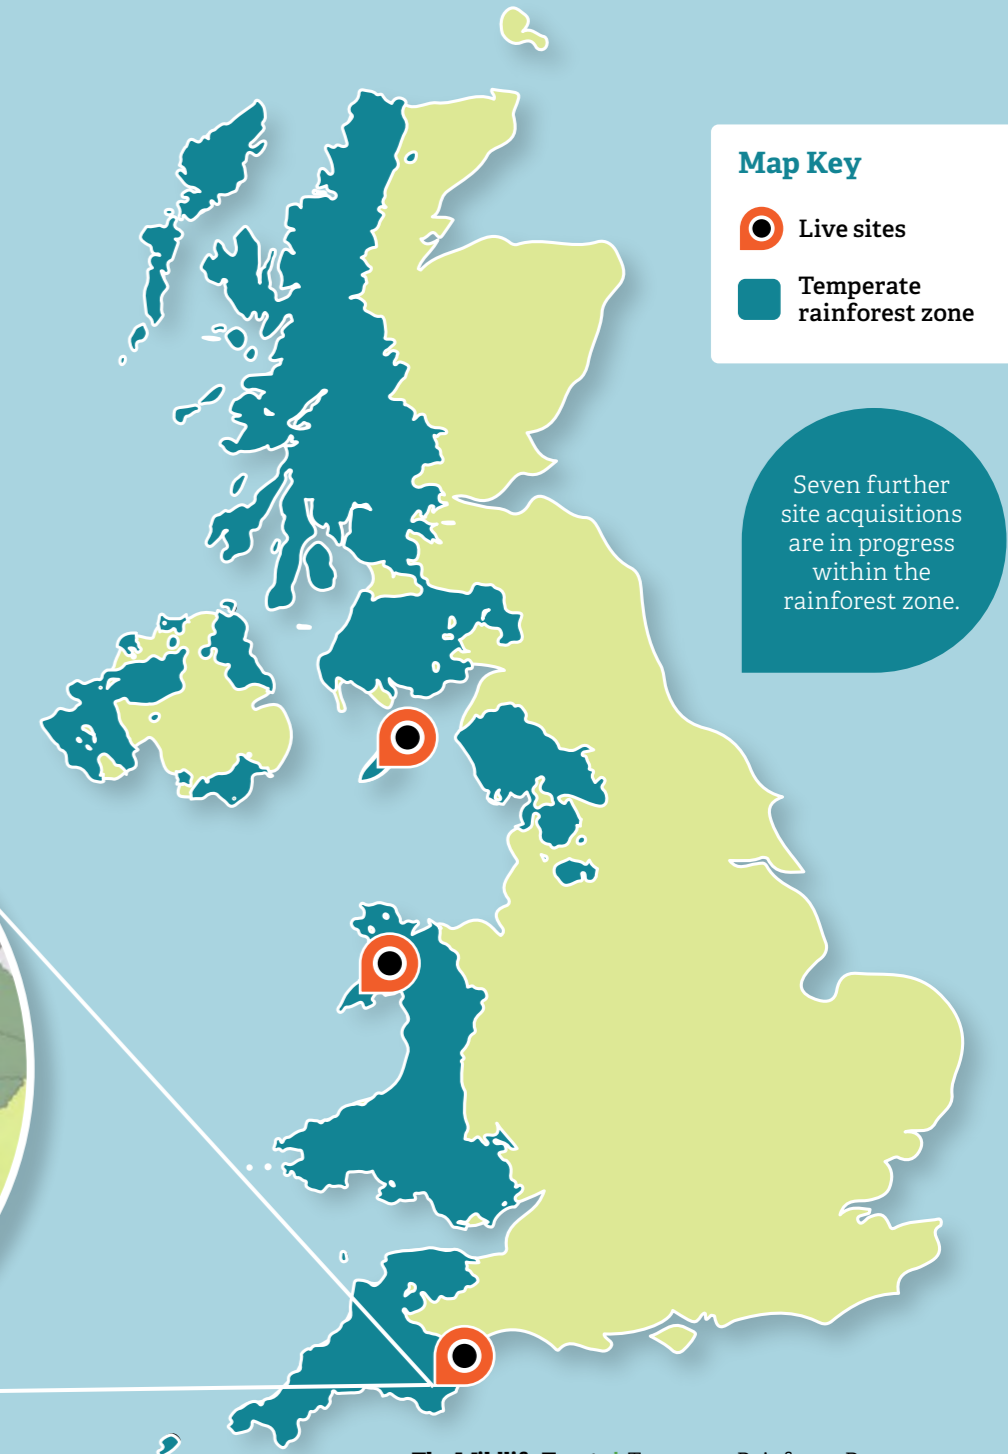 Map Key
Live sites
Temperate
rainforest zone
Seven further
site acquisitions
are in progress
within the
rainforest zone.